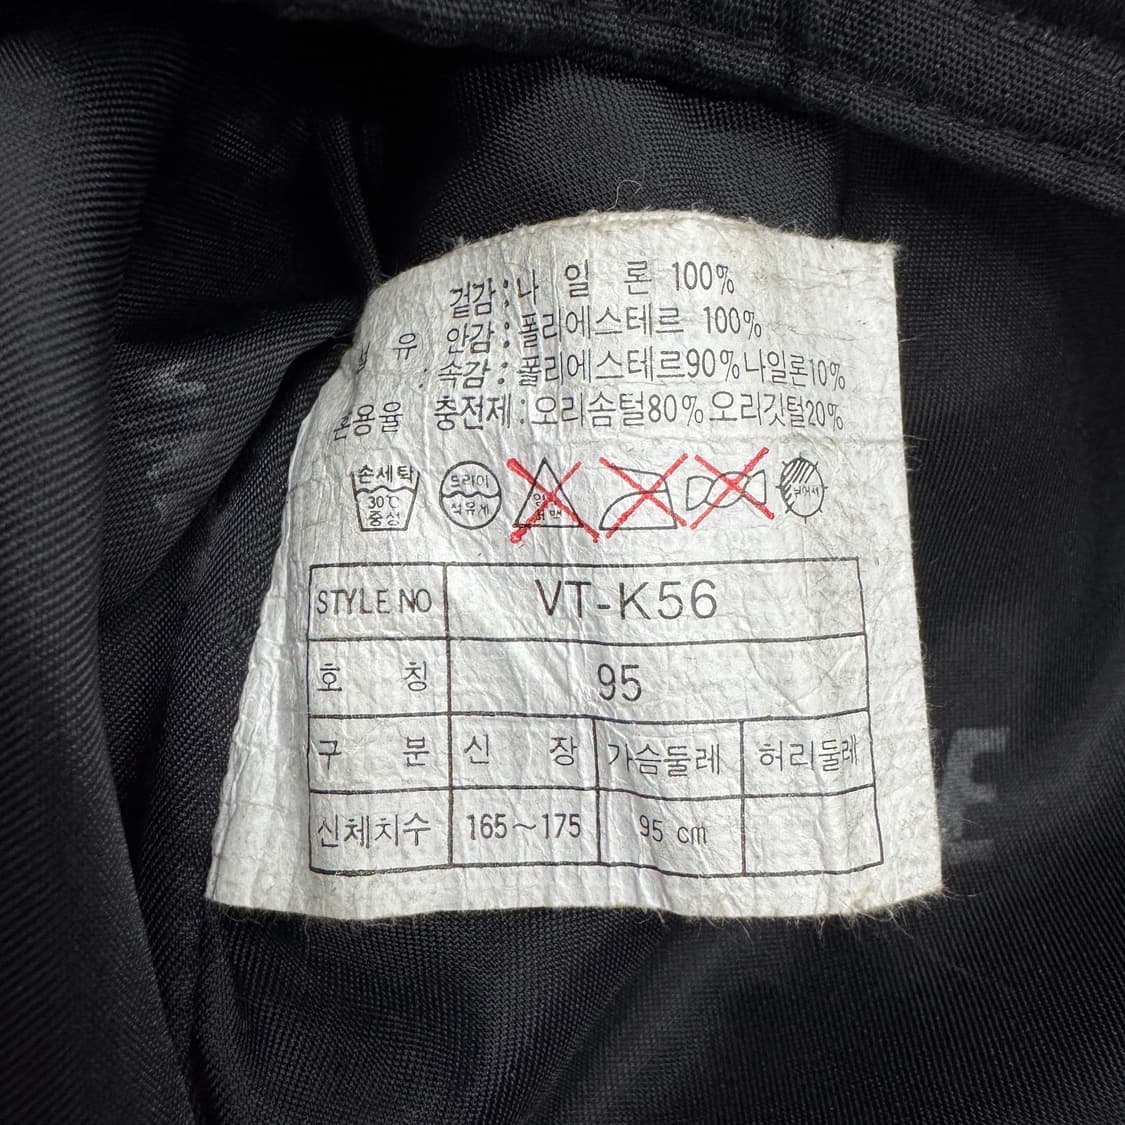 겉감:나 일 론 100%
유 안감:폴리에스테르 100%
:속감:폴리에스테르90%나일론10%
혼용율 충전제:오리솜털80%오리깃털20%
손세탁 30℃ 중성
드라이 석유계
뉘어서
STYLE NO VT-K56
호 칭 95
구 분 신 장 가슴둘레 허리둘레
신체치수 165~175 95 cm